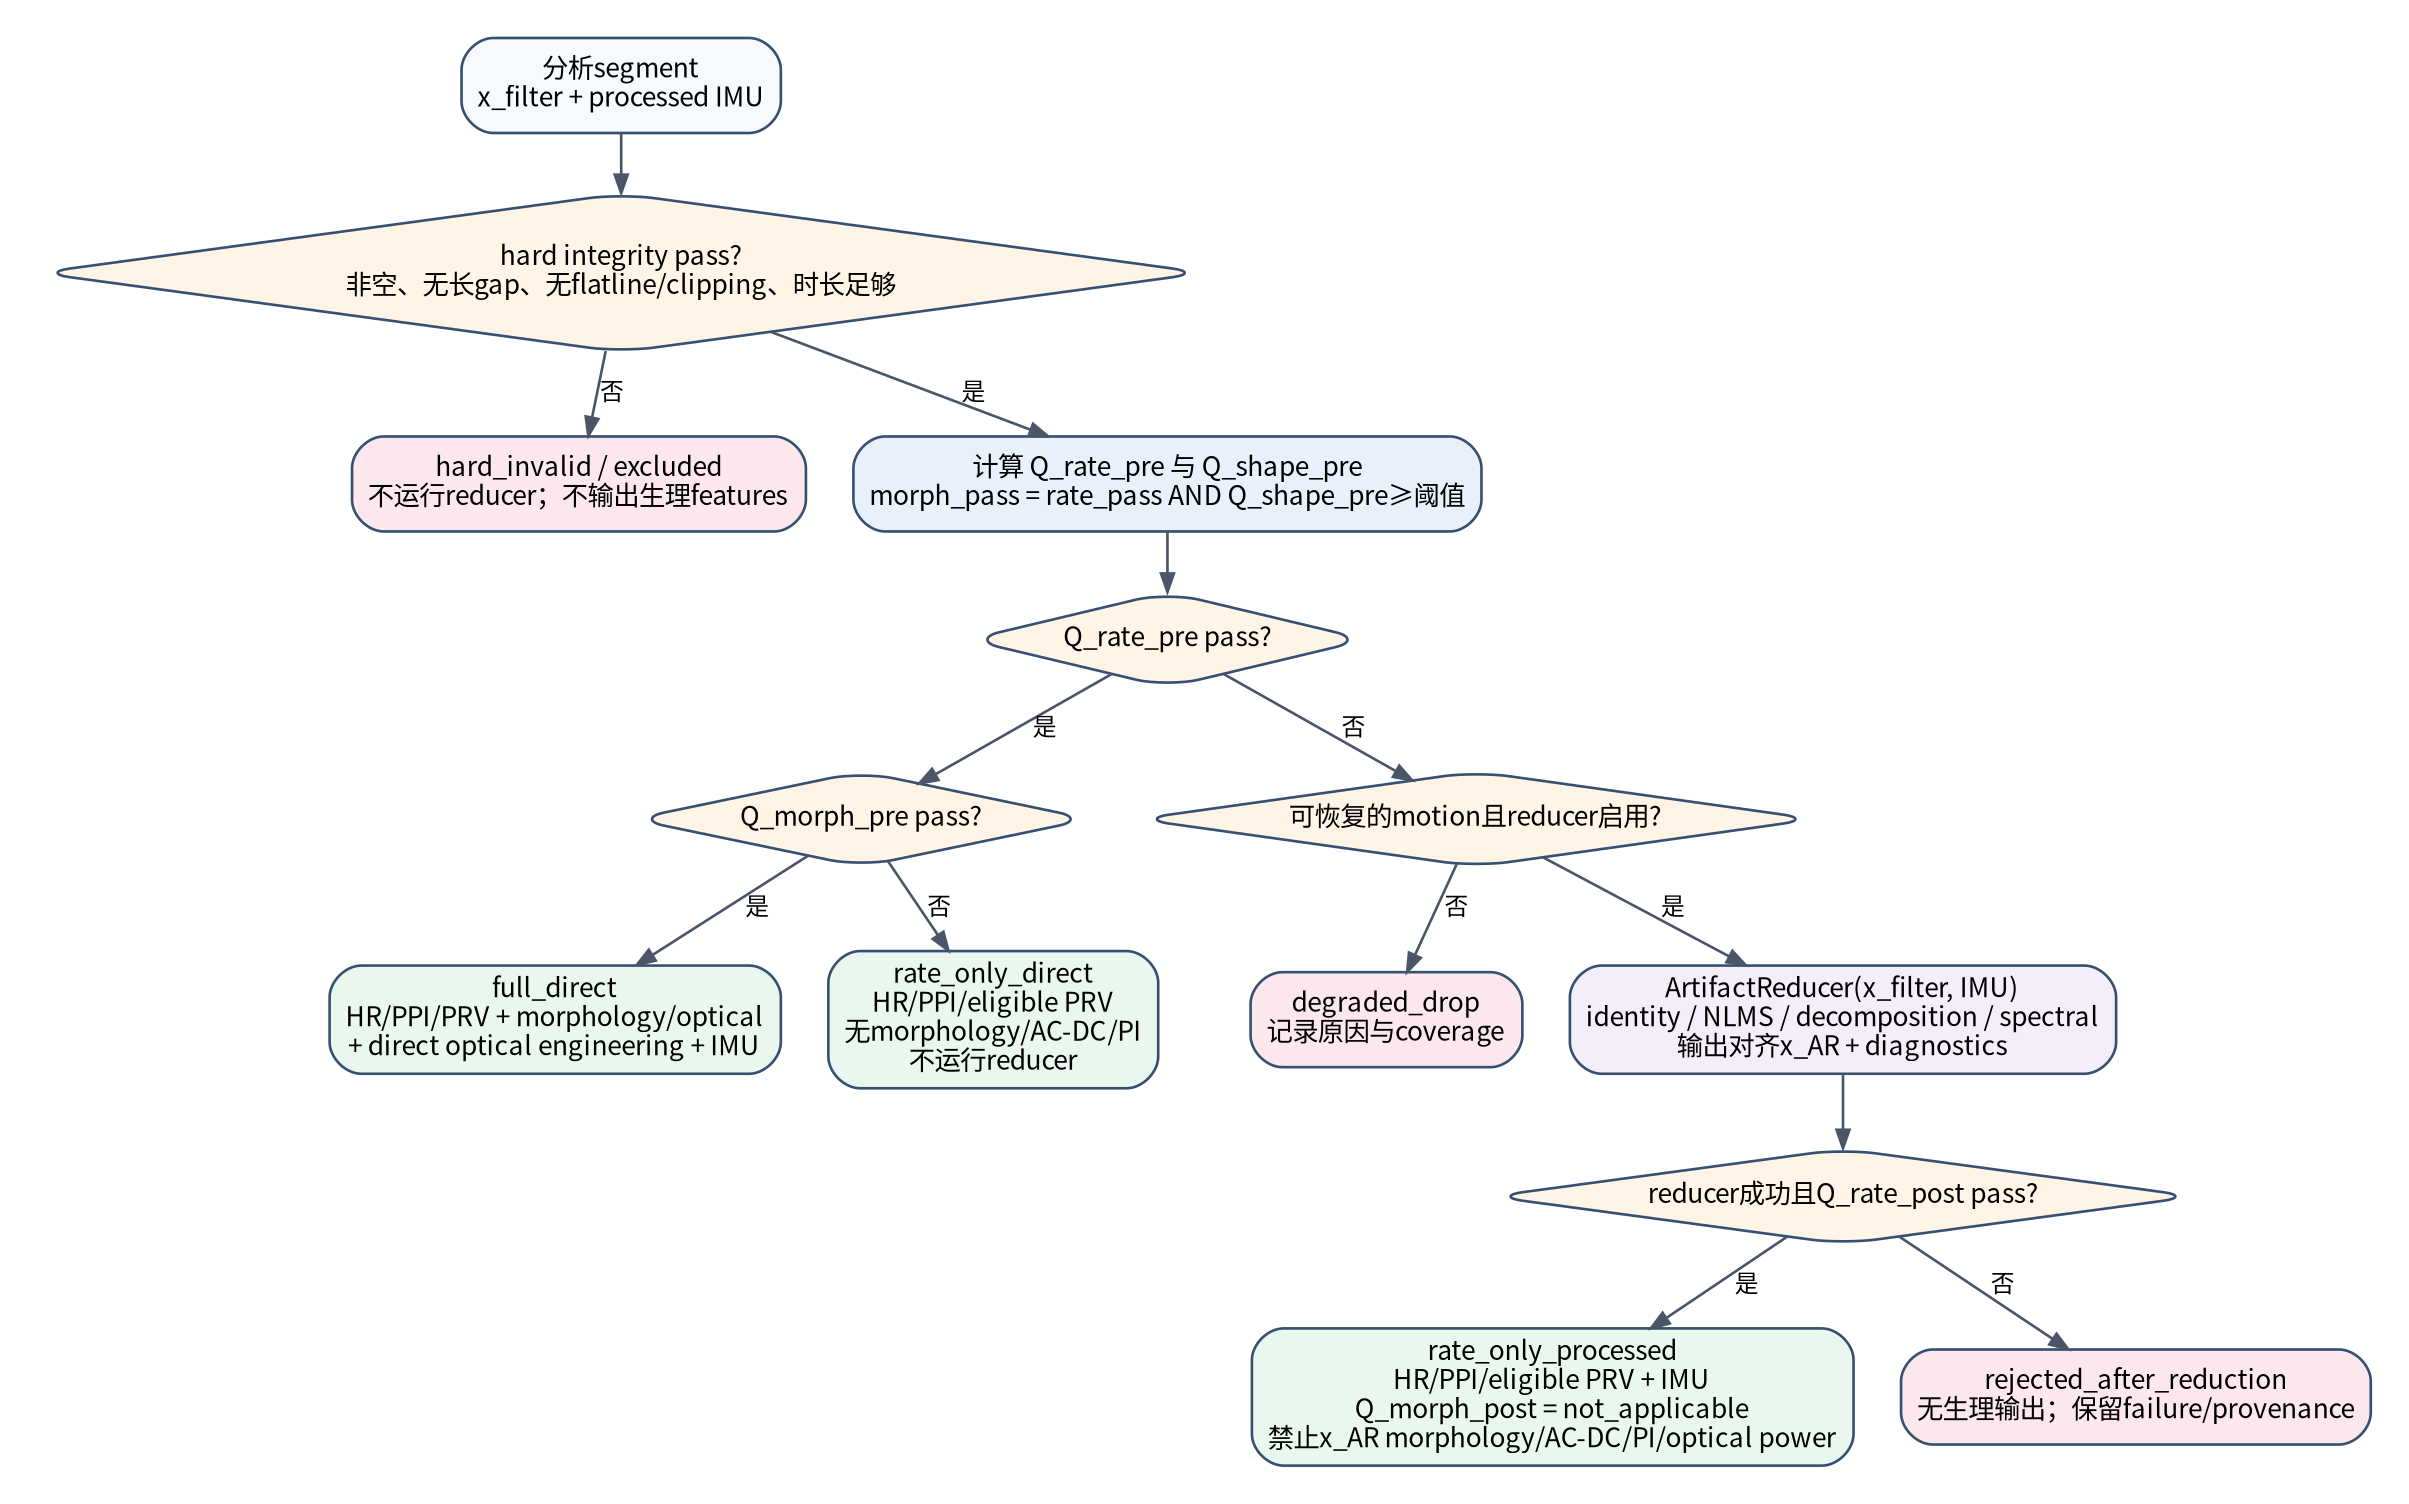 分析segment
x_filter + processed IMU
hard integrity pass?
非空、无长gap、无flatline/clipping、时长足够
否
是
hard_invalid / excluded
不运行reducer；不输出生理features
计算 Q_rate_pre 与 Q_shape_pre
morph_pass = rate_pass AND Q_shape_pre≥阈值
Q_rate_pre pass?
是
否
Q_morph_pre pass?
可恢复的motion且reducer启用?
是
否
否
是
full_direct
HR/PPI/PRV + morphology/optical
+ direct optical engineering + IMU
rate_only_direct
HR/PPI/eligible PRV
无morphology/AC-DC/PI
不运行reducer
degraded_drop
记录原因与coverage
ArtifactReducer(x_filter, IMU)
identity / NLMS / decomposition / spectral
输出对齐x_AR + diagnostics
reducer成功且Q_rate_post pass?
是
否
rate_only_processed
HR/PPI/eligible PRV + IMU
Q_morph_post = not_applicable
禁止x_AR morphology/AC-DC/PI/optical power
rejected_after_reduction
无生理输出；保留failure/provenance